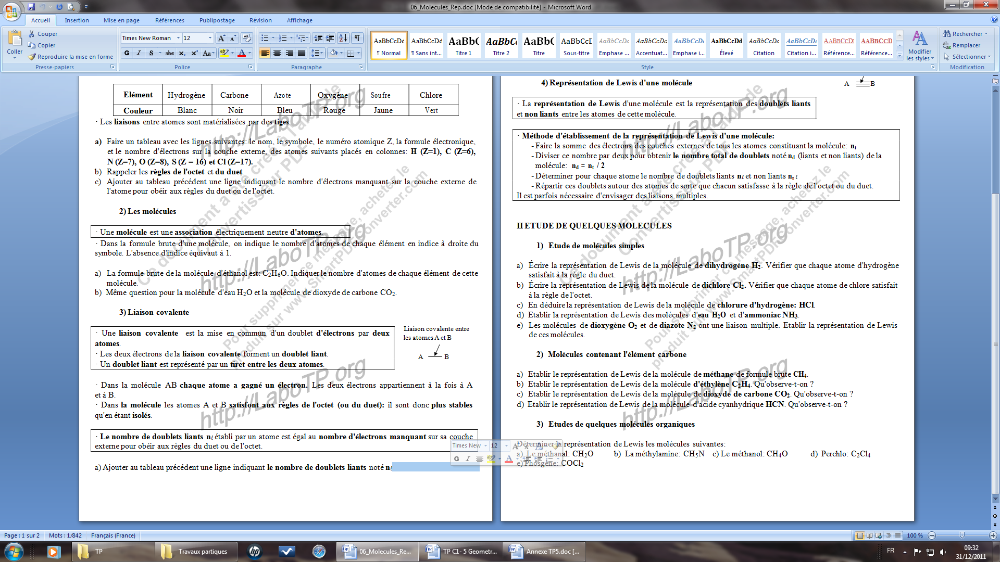 06_Molecules_Rep.doc [Mode de compatibilité] - Microsoft Word
Accueil Insertion Mise en page Références Publipostage Révision Affichage
Coller
Couper
Copier
Reproduire la mise en forme
Presse-papiers
Times New Roman 12
G I S abc X₂ X² Aa
Police
Paragraphe
AaBbCcDd AaBbCcDd AaBbC AaBbCc AaBbC AaBbCcI AaBbCcDc AaBbCcDc AaBbCcDc AaBbCcDd AaBbCcDc AaBbCcDc AABBCCDI AABBCCD
¶ Normal ¶ Sans int... Titre 1 Titre 2 Titre Sous-titre Emphase ... Accentuat... Emphase i... Élevé Citation Citation i... Référence... Référence...
Style
Modifier les styles
Rechercher
Remplacer
Sélectionner
Modification
Elément Hydrogène Carbone Azote Oxygène Soufre Chlore
Couleur Blanc Noir Bleu Rouge Jaune Vert
· Les liaisons entre atomes sont matérialisées par des tiges.
a) Faire un tableau avec les lignes suivantes: le nom, le symbole, le numéro atomique Z, la formule électronique,
et le nombre d'électrons sur la couche externe, des atomes suivants placés en colonnes: H (Z=1), C (Z=6),
N (Z=7), O (Z=8), S (Z = 16) et Cl (Z=17).
b) Rappeler les règles de l'octet et du duet.
c) Ajouter au tableau précédent une ligne indiquant le nombre d'électrons manquant sur la couche externe de
l'atome pour obéir aux règles du duet ou de l'octet.
2) Les molécules
· Une molécule est une association électriquement neutre d'atomes.
· Dans la formule brute d'une molécule, on indique le nombre d'atomes de chaque élément en indice à droite du
symbole. L'absence d'indice équivaut à 1.
a) La formule brute de la molécule d'éthanol est: C₂H₆O. Indiquer le nombre d'atomes de chaque élément de cette
molécule.
b) Même question pour la molécule d'eau H₂O et la molécule de dioxyde de carbone CO₂.
3) Liaison covalente
· Une liaison covalente est la mise en commun d'un doublet d'électrons par deux
atomes.
· Les deux électrons de la liaison covalente forment un doublet liant.
· Un doublet liant est représenté par un tiret entre les deux atomes.
Liaison covalente entre
les atomes A et B
A B
· Dans la molécule AB chaque atome a gagné un électron. Les deux électrons appartiennent à la fois à A
et à B.
· Dans la molécule les atomes A et B satisfont aux règles de l'octet (ou du duet): il sont donc plus stables
qu'en étant isolés.
· Le nombre de doublets liants nℓ établi par un atome est égal au nombre d'électrons manquant sur sa couche
externe pour obéir aux règles du duet ou de l'octet.
a) Ajouter au tableau précédent une ligne indiquant le nombre de doublets liants noté nℓ
4) Représentation de Lewis d'une molécule
A B
· La représentation de Lewis d'une molécule est la représentation des doublets liants
et non liants entre les atomes de cette molécule.
· Méthode d'établissement de la représentation de Lewis d'une molécule:
- Faire la somme des électrons des couches externes de tous les atomes constituant la molécule: nt
- Diviser ce nombre par deux pour obtenir le nombre total de doublets noté nd (liants et non liants) de la
molécule: nd = nt / 2
- Déterminer pour chaque atome le nombre de doublets liants nℓ et non liants nnℓ
- Répartir ces doublets autour des atomes de sorte que chacun satisfasse à la règle de l'octet ou du duet.
Il est parfois nécessaire d'envisager des liaisons multiples.
II ETUDE DE QUELQUES MOLECULES
1) Etude de molécules simples
a) Écrire la représentation de Lewis de la molécule de dihydrogène H₂. Vérifier que chaque atome d'hydrogène
satisfait à la règle du duet.
b) Écrire la représentation de Lewis de la molécule de dichlore Cl₂. Vérifier que chaque atome de chlore satisfait
à la règle de l'octet.
c) En déduire la représentation de Lewis de la molécule de chlorure d'hydrogène: HCl.
d) Etablir la représentation de Lewis des molécules d'eau H₂O et d'ammoniac NH₃.
e) Les molécules de dioxygène O₂ et de diazote N₂ ont une liaison multiple. Etablir la représentation de Lewis
de ces molécules.
2) Molécules contenant l'élément carbone
a) Etablir le représentation de Lewis de la molécule de méthane de formule brute CH₄.
b) Etablir le représentation de Lewis de la molécule d'éthylène C₂H₄. Qu'observe-t-on ?
c) Etablir le représentation de Lewis de la molécule de dioxyde de carbone CO₂. Qu'observe-t-on ?
d) Etablir le représentation de Lewis de la molécule d'acide cyanhydrique HCN. Qu'observe-t-on ?
3) Etudes de quelques molécules organiques
Déterminer la représentation de Lewis les molécules suivantes:
a) Le méthanal: CH₂O b) La méthylamine: CH₅N c) Le méthanol: CH₄O d) Perchlo: C₂Cl₄
e) Phosgène: COCl₂
Times New 12
G I
http://LaboTP.org
Ce document a été créé à l'aide de
Convertisseur PDF
Pour supprimer ce message, achetez le
produit sur www.SmartPDFConverter.com
Page : 1 sur 2 Mots : 1/842 Français (France) 100 %
TP Travaux partiques 06_Molecules_Re... TP C1- 5 Geometr... Annexe TP5.doc [...
FR 09:32
31/12/2011